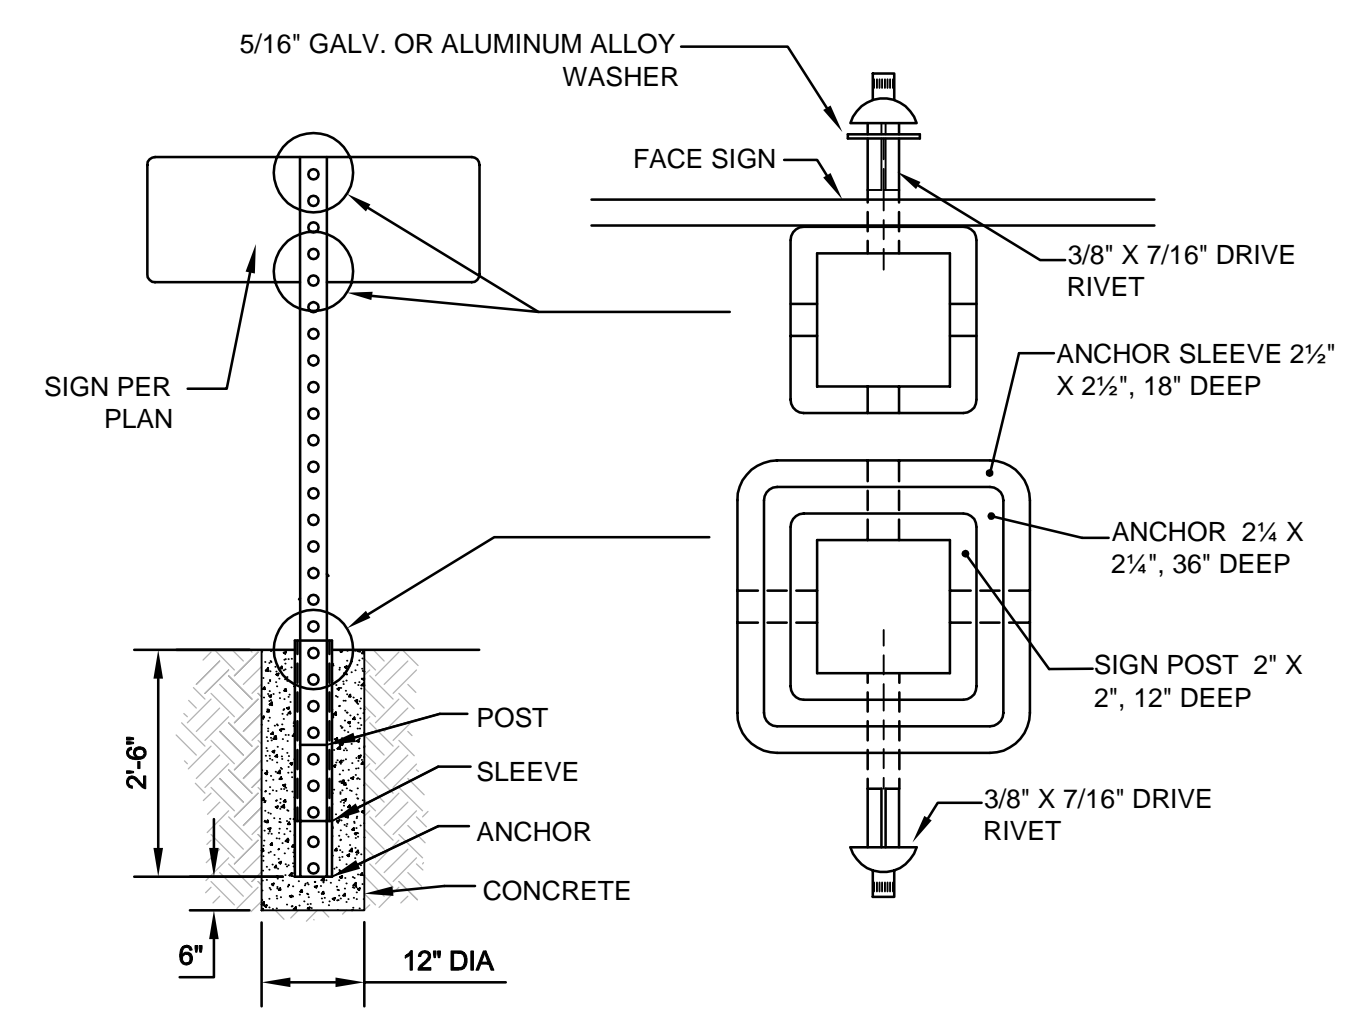 5/16" GALV. OR ALUMINUM ALLOY
WASHER
FACE SIGN
3/8" X 7/16" DRIVE
RIVET
SIGN PER
PLAN
ANCHOR SLEEVE 2½"
X 2½", 18" DEEP
ANCHOR 2¼ X
2¼", 36" DEEP
SIGN POST 2" X
2", 12" DEEP
POST
SLEEVE
ANCHOR
CONCRETE
2'-6"
6"
12" DIA
3/8" X 7/16" DRIVE
RIVET